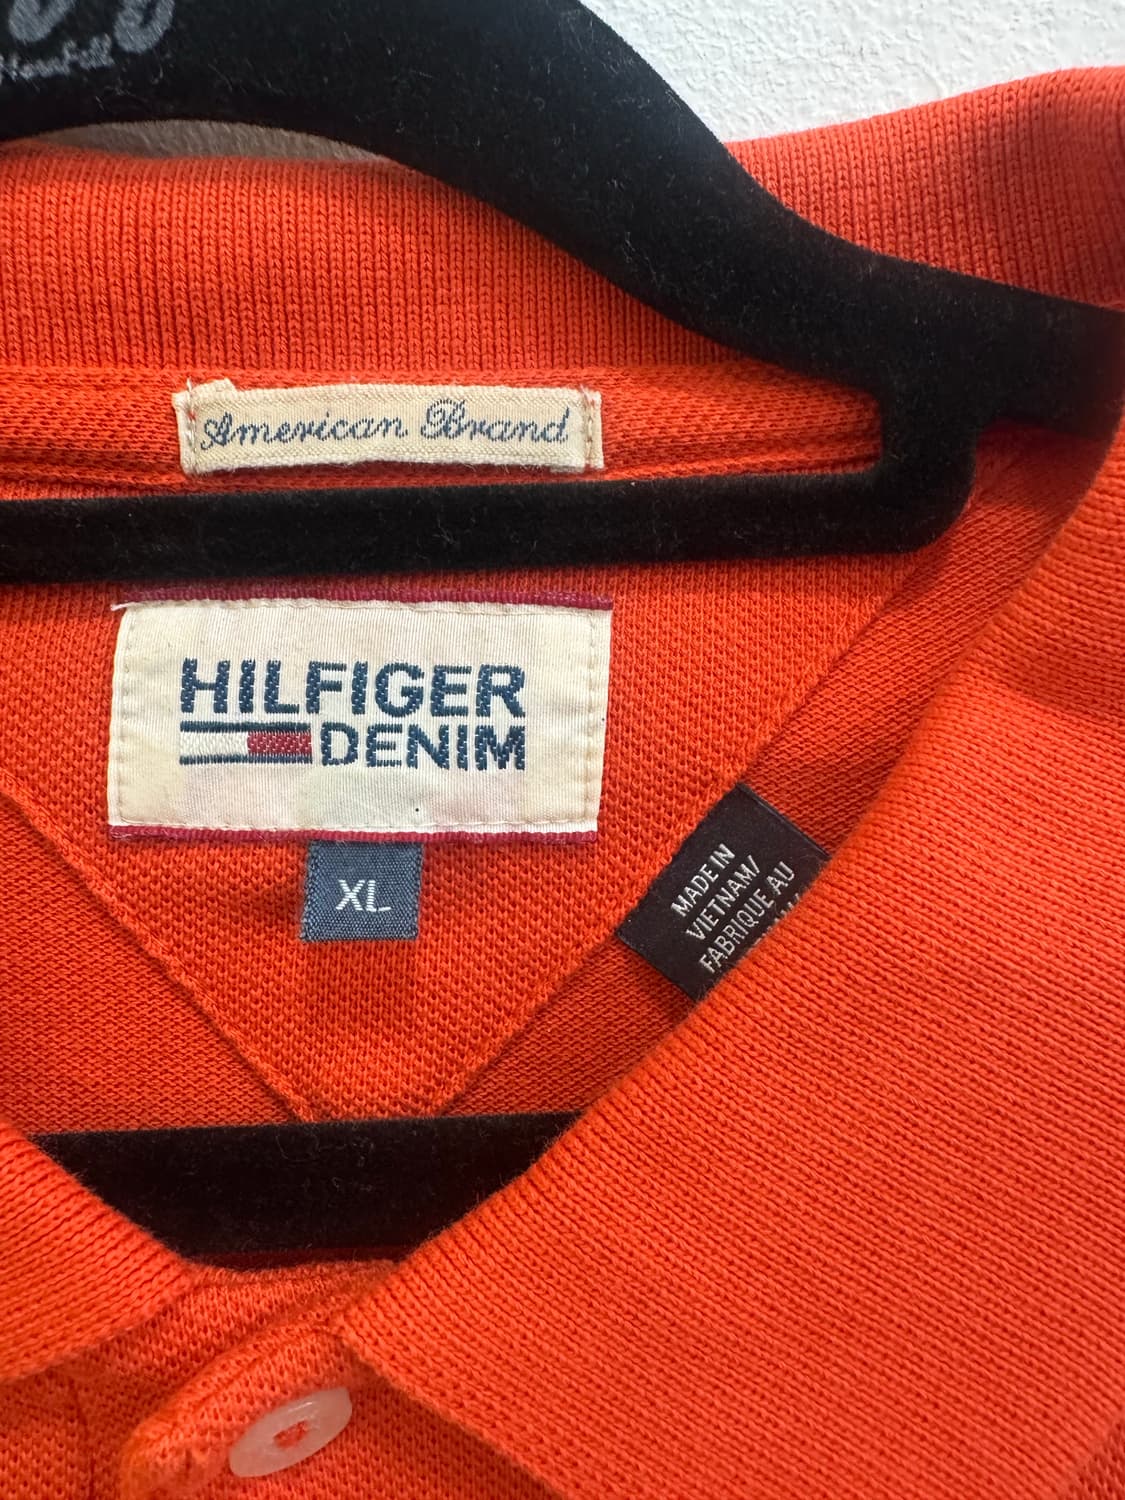 American Brand
HILFIGER
DENIM
XL
MADE IN
VIETNAM/
FABRIQUE AU